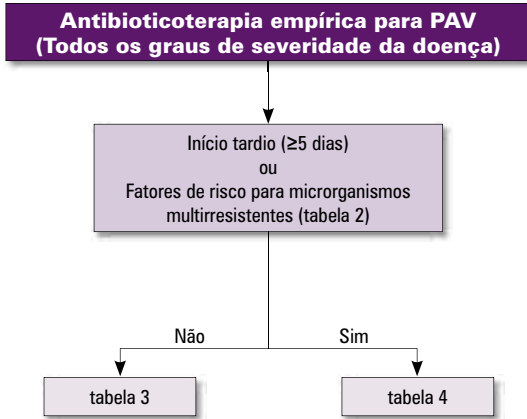 Antibioticoterapia empírica para PAV
(Todos os graus de severidade da doença)
Início tardio (≥5 dias)
ou
Fatores de risco para microrganismos
multirresistentes (tabela 2)
Não
Sim
tabela 3
tabela 4